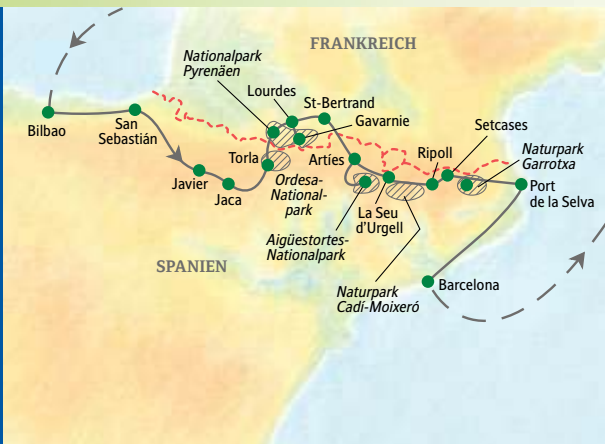 FRANKREICH
Nationalpark
Pyrenäen
Lourdes
St-Bertrand
Gavarnie
Setcases
Bilbao
San
Sebastián
Torla
Artíes
Ripoll
Naturpark
Garrotxa
Javier
Jaca
Ordesa-
National-
park
La Seu
d'Urgell
Port
de la Selva
Aigüestortes-
Nationalpark
SPANIEN
Naturpark
Cadí-Moixeró
Barcelona